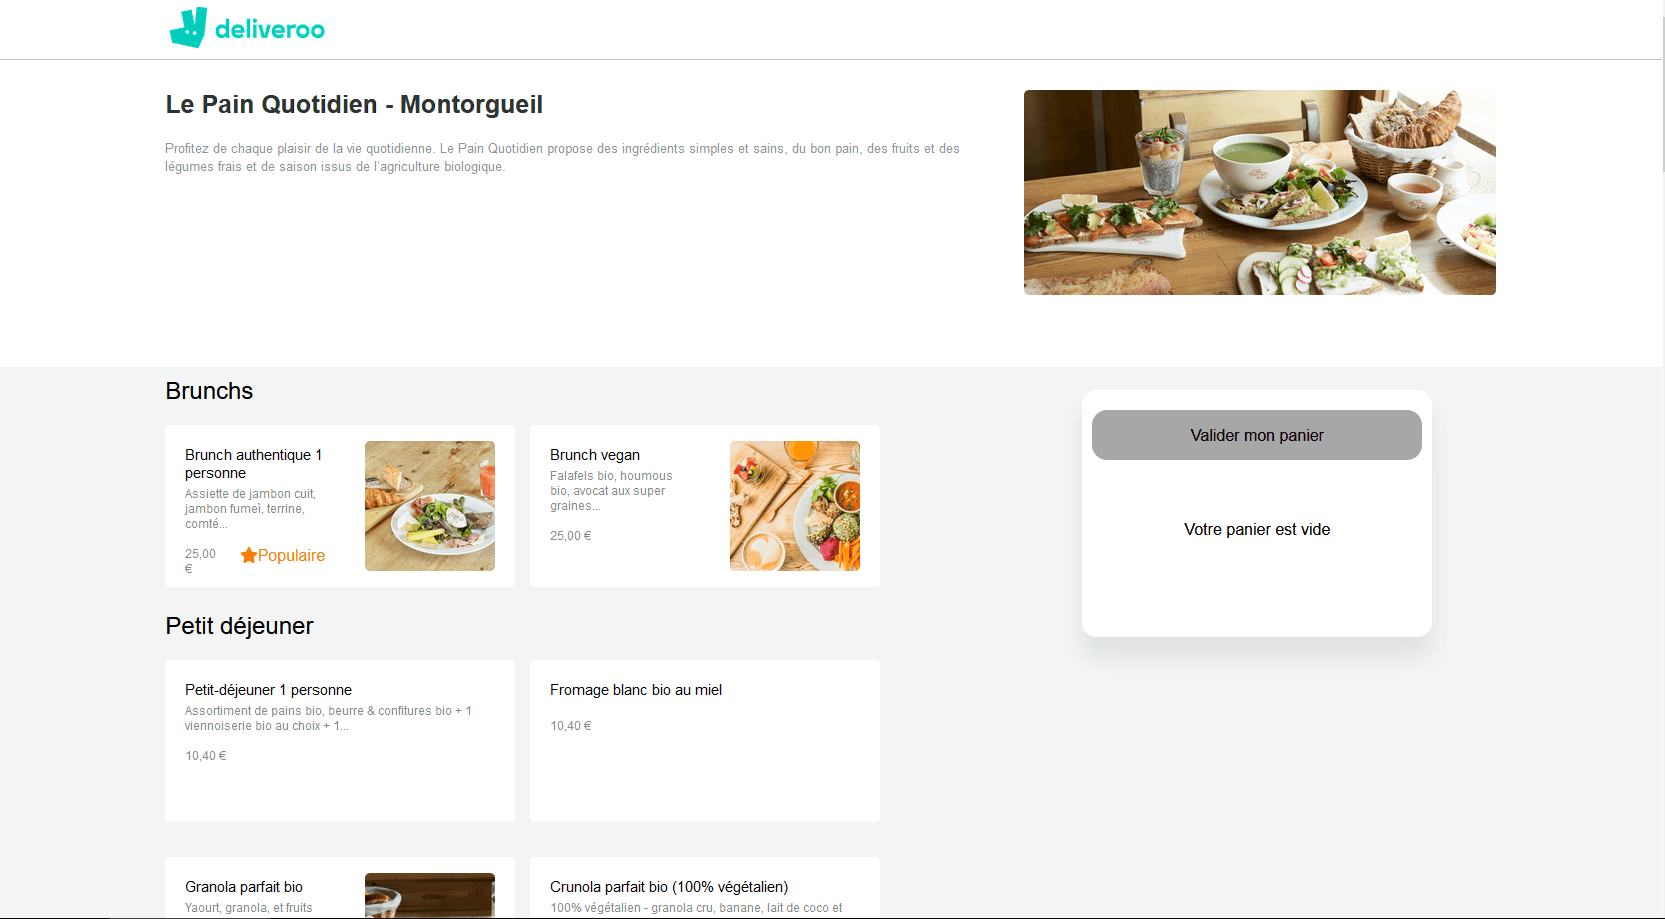 deliveroo
Le Pain Quotidien - Montorgueil
Profitez de chaque plaisir de la vie quotidienne. Le Pain Quotidien propose des ingrédients simples et sains, du bon pain, des fruits et des
légumes frais et de saison issus de l'agriculture biologique.
Brunchs
Brunch authentique 1
personne
Assiette de jambon cuit,
jambon fumeì, terrine,
comté...
25,00
€
Populaire
Brunch vegan
Falafels bio, houmous
bio, avocat aux super
graines...
25,00 €
Valider mon panier
Votre panier est vide
Petit déjeuner
Petit-déjeuner 1 personne
Assortiment de pains bio, beurre & confitures bio + 1
viennoiserie bio au choix + 1...
10,40 €
Fromage blanc bio au miel
10,40 €
Granola parfait bio
Yaourt, granola, et fruits
Crunola parfait bio (100% végétalien)
100% végétalien - granola cru, banane, lait de coco et